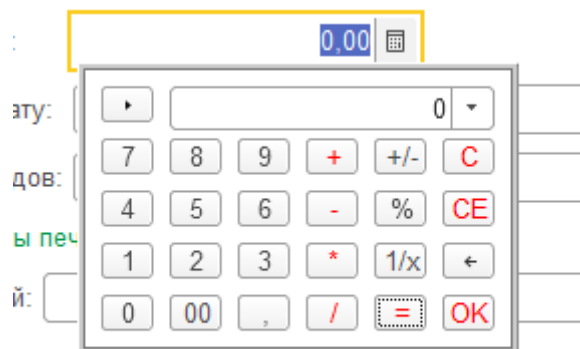 :
0,00
0
ату:
7 8 9 + +/- C
дов:
4 5 6 - % CE
ы печ
1 2 3 * 1/x ←
й:
0 00 , / = OK